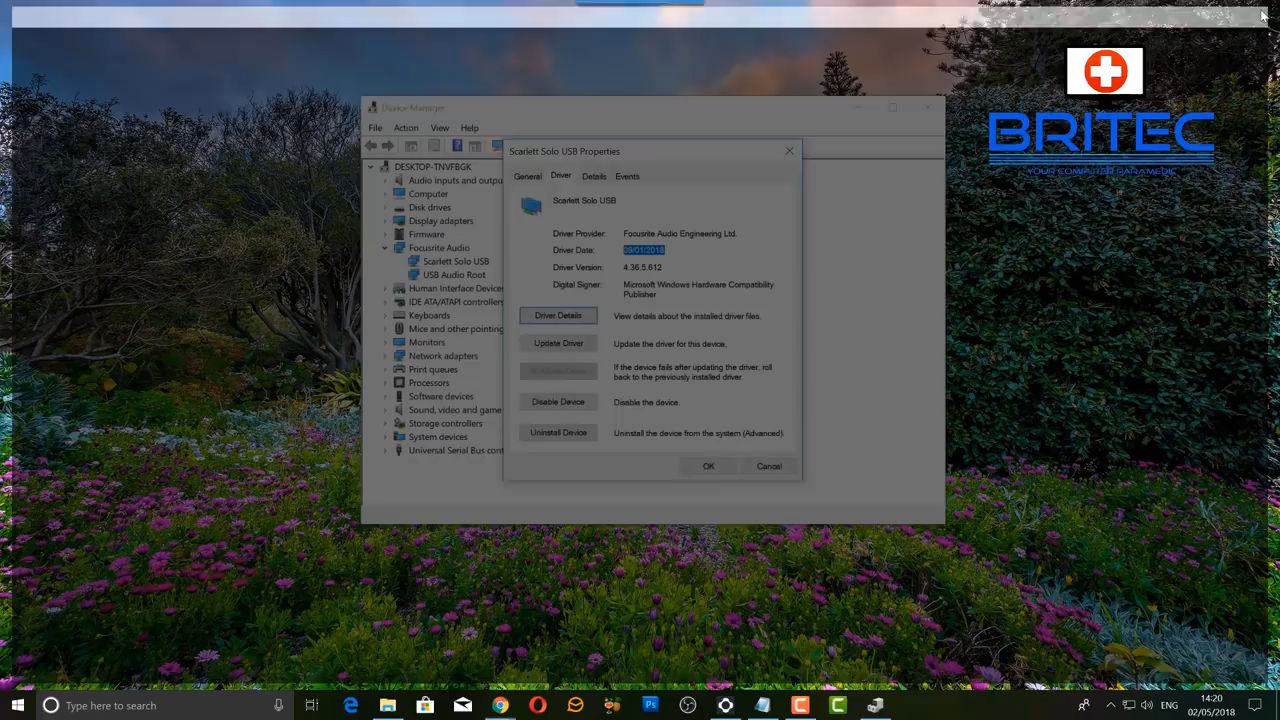 BRITEC
YOUR COMPUTER PARAMEDIC
Device Manager
File Action View Help
DESKTOP-TNVFBGK
Audio inputs and outpu
Computer
Disk drives
Display adapters
Firmware
Focusrite Audio
Scarlett Solo USB
USB Audio Root
Human Interface Devices
IDE ATA/ATAPI controllers
Keyboards
Mice and other pointing
Monitors
Network adapters
Print queues
Processors
Software devices
Sound, video and game
Storage controllers
System devices
Universal Serial Bus cont
Scarlett Solo USB Properties
General Driver Details Events
Scarlett Solo USB
Driver Provider: Focusrite Audio Engineering Ltd.
Driver Date: 09/01/2018
Driver Version: 4.36.5.612
Digital Signer: Microsoft Windows Hardware Compatibility
Publisher
Driver Details View details about the installed driver files.
Update Driver Update the driver for this device.
If the device fails after updating the driver, roll
back to the previously installed driver.
Disable Device Disable the device.
Uninstall Device Uninstall the device from the system (Advanced).
OK Cancel
Type here to search
Ps
ENG
14:20
02/05/2018